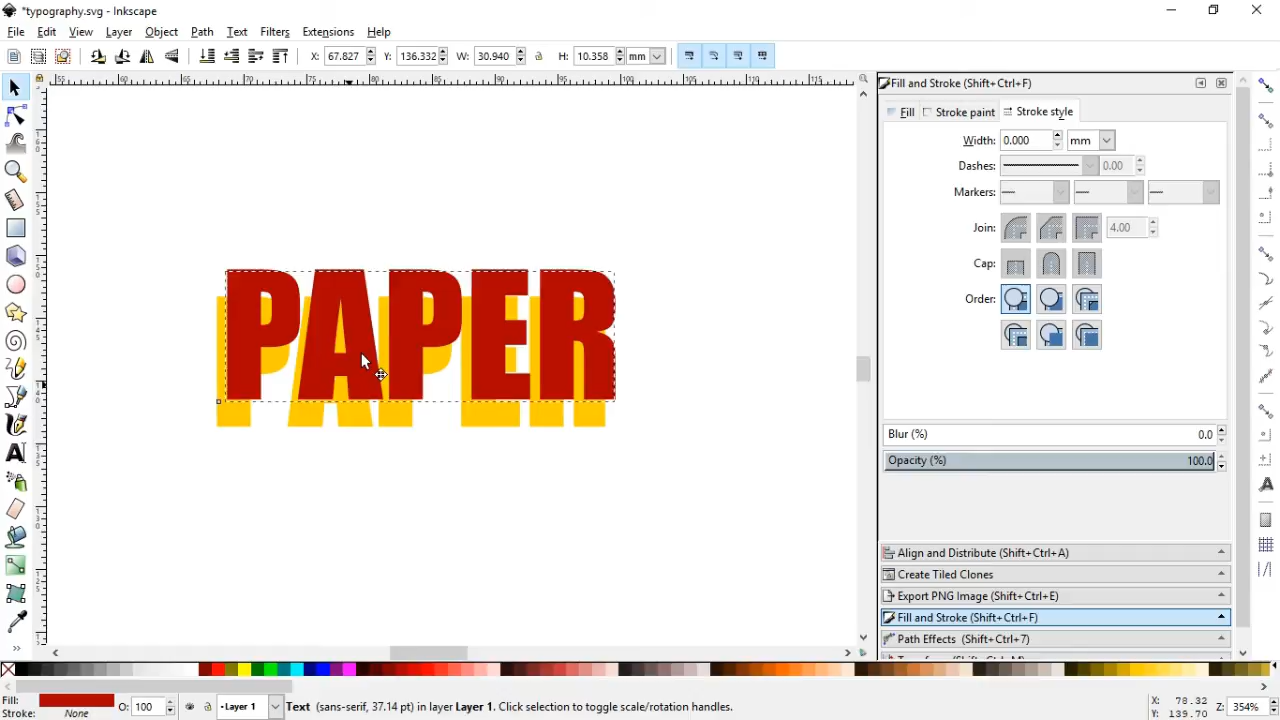 *typography.svg - Inkscape
File Edit View Layer Object Path Text Filters Extensions Help
X: 67.827 Y: 136.332 W: 30.940 H: 10.358 mm
Fill and Stroke (Shift+Ctrl+F)
Fill Stroke paint Stroke style
Width: 0.000 mm
Dashes: 0.00
Markers:
Join: 4.00
Cap:
Order:
PAPER
PAPER
Blur (%) 0.0
Opacity (%) 100.0
Align and Distribute (Shift+Ctrl+A)
Create Tiled Clones
Export PNG Image (Shift+Ctrl+E)
Fill and Stroke (Shift+Ctrl+F)
Path Effects (Shift+Ctrl+7)
Fill: O: 100 Layer 1 Text (sans-serif, 37.14 pt) in layer Layer 1. Click selection to toggle scale/rotation handles. X: 78.32 Z: 354%
Stroke: None Y: 139.70